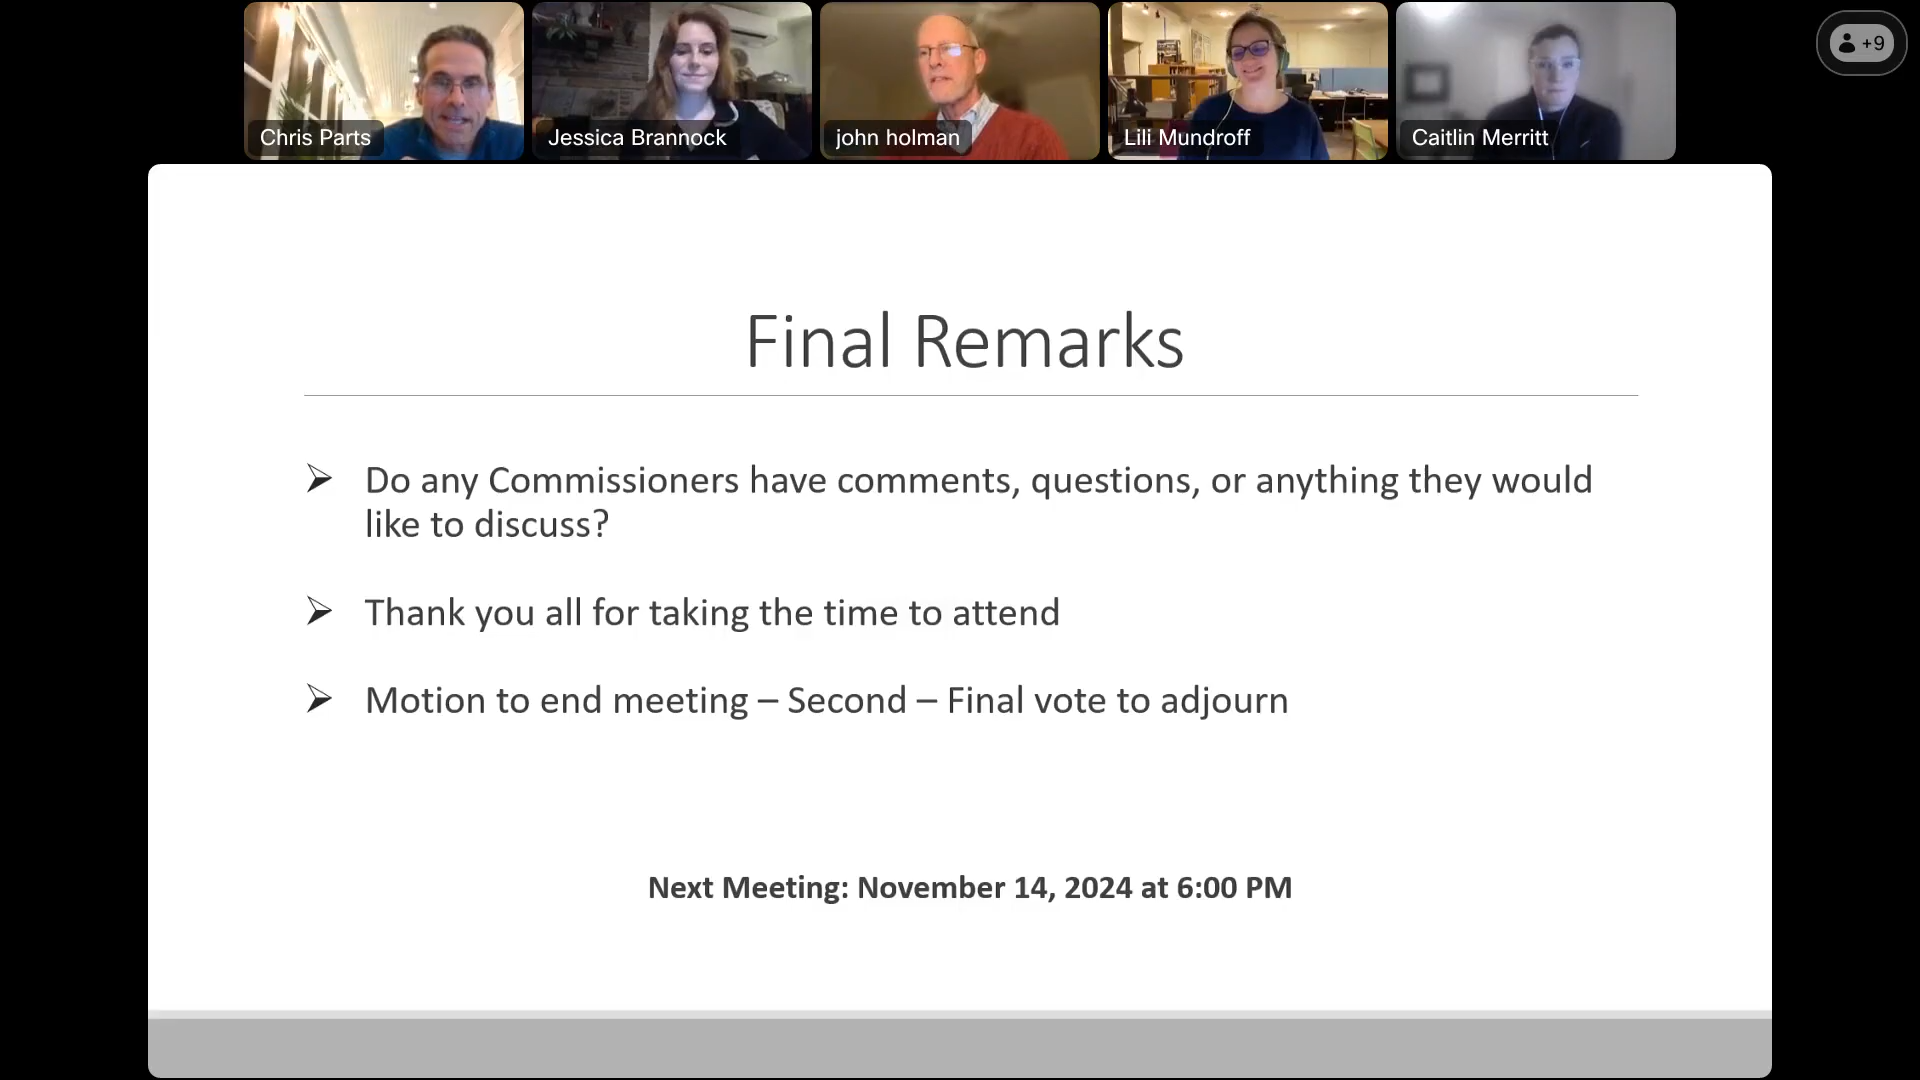 Chris Parts
Jessica Brannock
john holman
Lili Mundroff
Caitlin Merritt
+9
Final Remarks
Do any Commissioners have comments, questions, or anything they would
like to discuss?
Thank you all for taking the time to attend
Motion to end meeting – Second – Final vote to adjourn
Next Meeting: November 14, 2024 at 6:00 PM